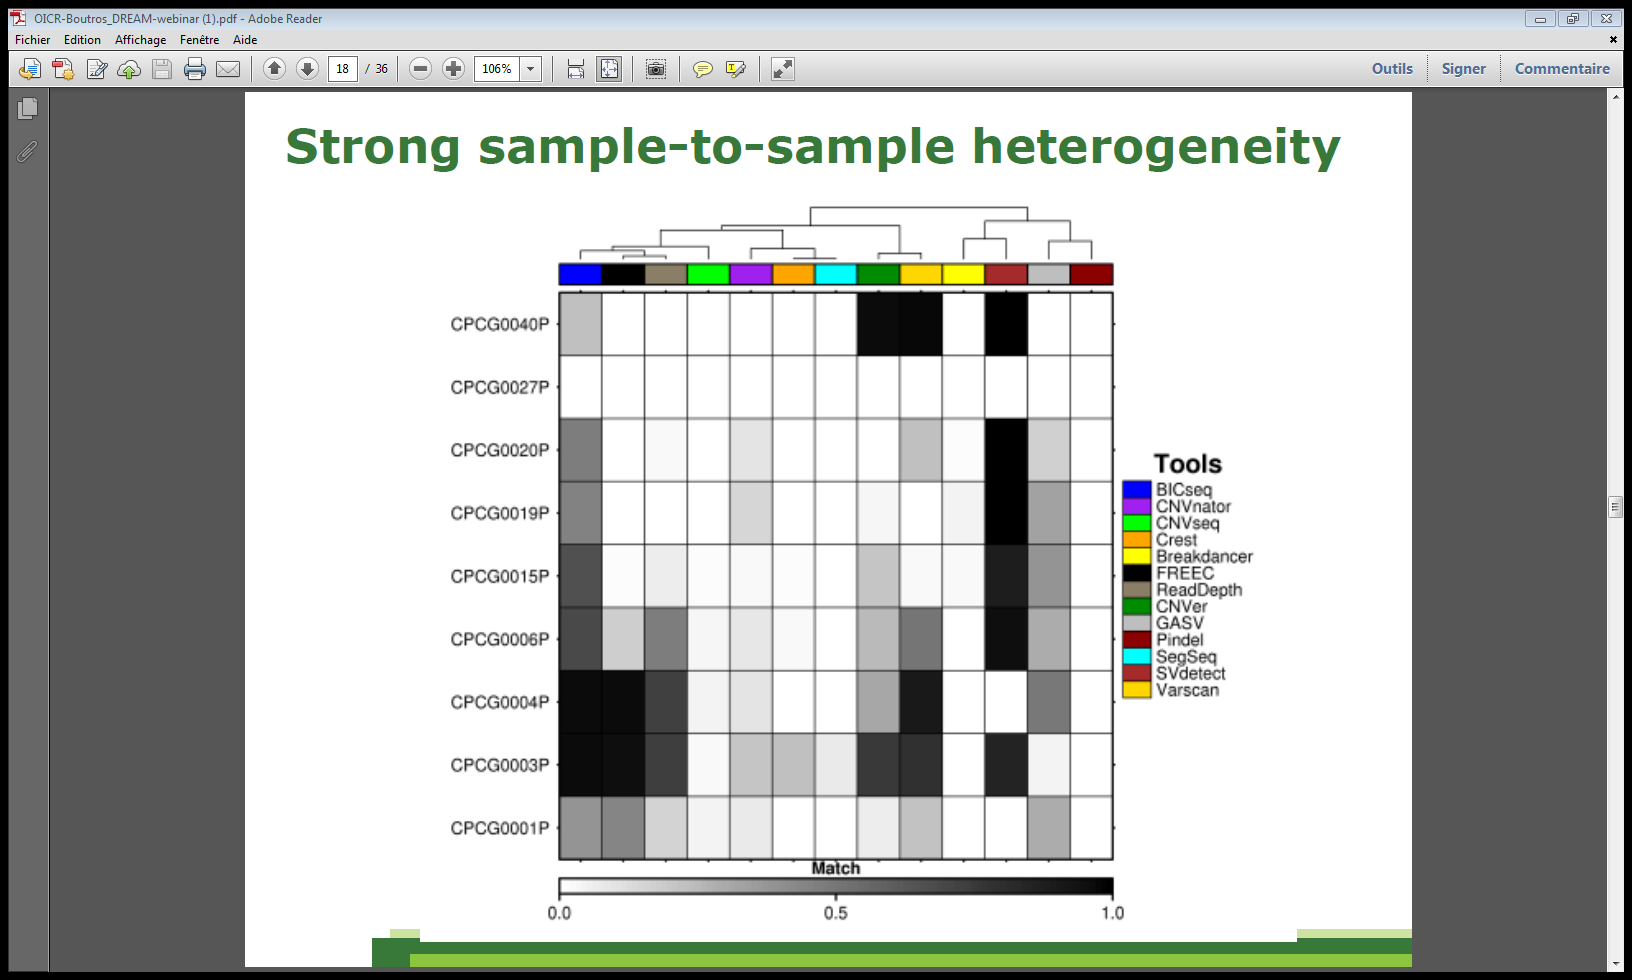 OICR-Boutros_DREAM-webinar (1).pdf - Adobe Reader
Fichier Edition Affichage Fenêtre Aide
18 / 36 106% Outils Signer Commentaire
Strong sample-to-sample heterogeneity
CPCG0040P
CPCG0027P
CPCG0020P
CPCG0019P
CPCG0015P
CPCG0006P
CPCG0004P
CPCG0003P
CPCG0001P
Tools
BICseq
CNVnator
CNVseq
Crest
Breakdancer
FREEC
ReadDepth
CNVer
GASV
Pindel
SegSeq
SVdetect
Varscan
Match
0.0 0.5 1.0